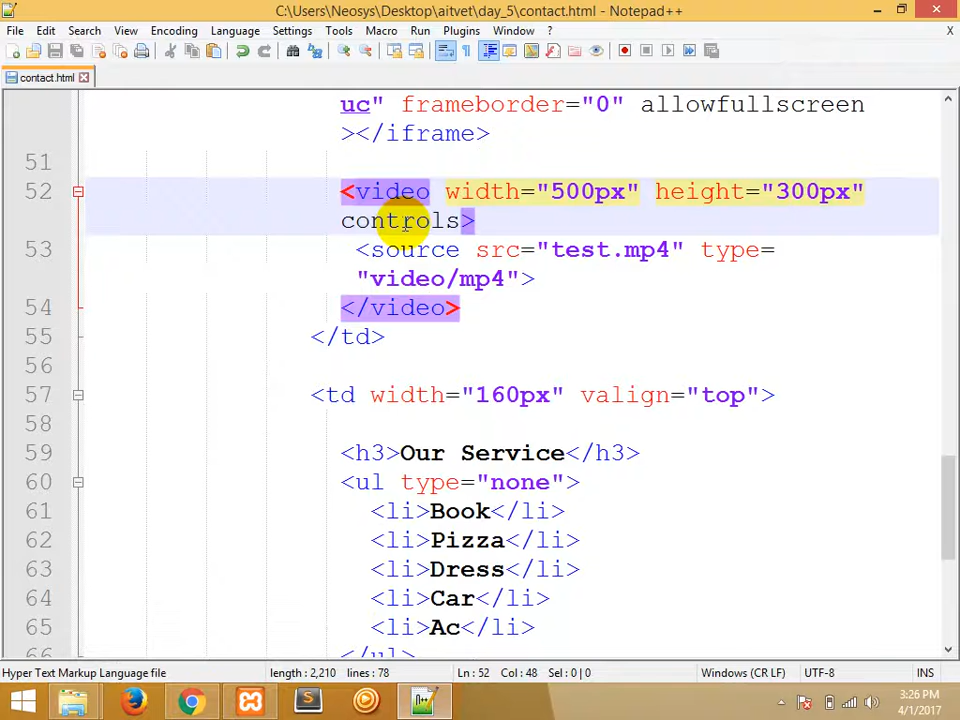 C:\Users\Neosys\Desktop\aitvet\day_5\contact.html - Notepad++
File Edit Search View Encoding Language Settings Tools Macro Run Plugins Window ? X
contact.html
uc" frameborder="0" allowfullscreen
></iframe>
51
52 <video width="500px" height="300px"
controls>
53 <source src="test.mp4" type=
"video/mp4">
54 </video>
55 </td>
56
57 <td width="160px" valign="top">
58
59 <h3>Our Service</h3>
60 <ul type="none">
61 <li>Book</li>
62 <li>Pizza</li>
63 <li>Dress</li>
64 <li>Car</li>
65 <li>Ac</li>
66 </ul>
Hyper Text Markup Language file length : 2,210 lines : 78 Ln : 52 Col : 48 Sel : 0 | 0 Windows (CR LF) UTF-8 INS
3:26 PM
4/1/2017